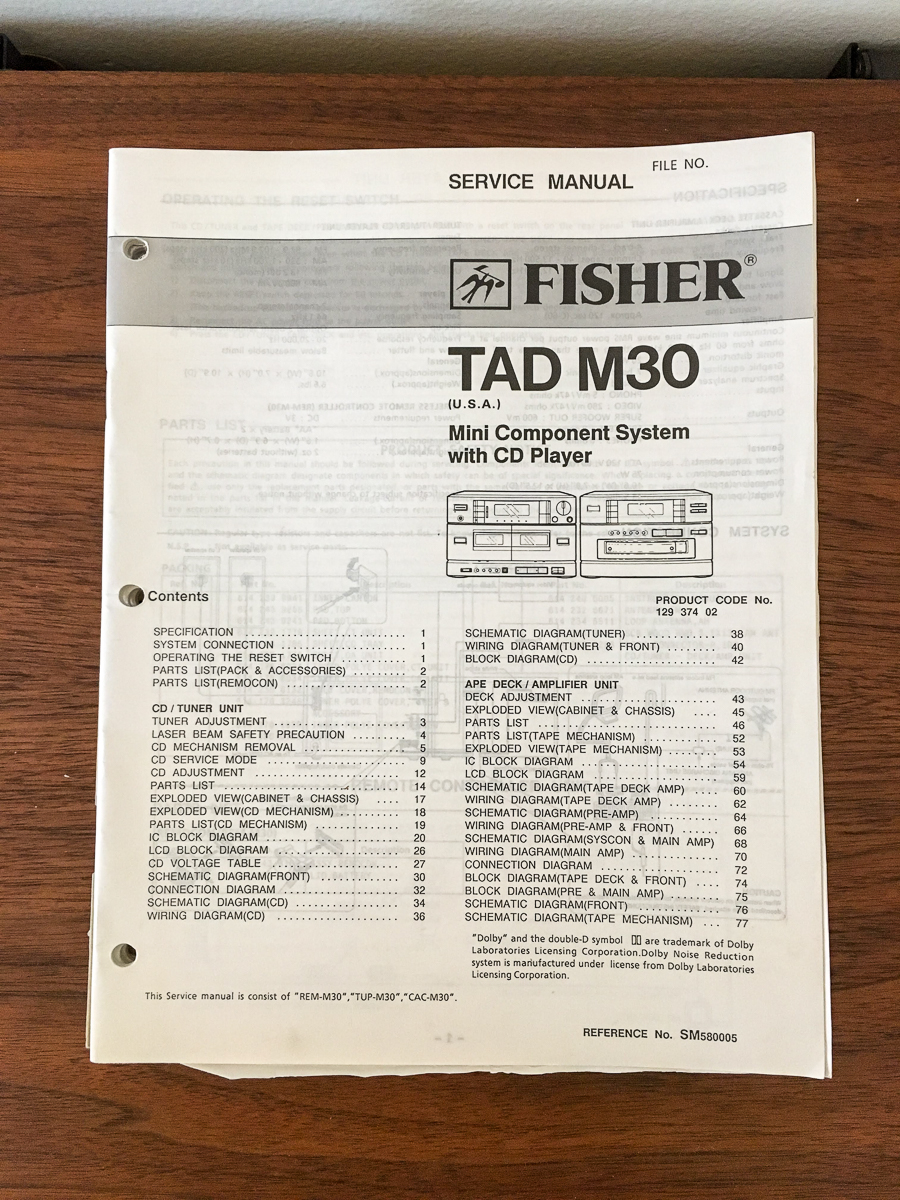 FILE NO.
SERVICE MANUAL
FISHER®
TAD M30
(U.S.A.)
Mini Component System
with CD Player
Contents
PRODUCT CODE No.
129 374 02
SPECIFICATION ........................ 1
SYSTEM CONNECTION .................. 1
OPERATING THE RESET SWITCH .......... 1
PARTS LIST(PACK & ACCESSORIES) ........ 2
PARTS LIST(REMOCON) ................. 2
CD / TUNER UNIT
TUNER ADJUSTMENT .................... 3
LASER BEAM SAFETY PRECAUTION ........ 4
CD MECHANISM REMOVAL ................ 5
CD SERVICE MODE ...................... 9
CD ADJUSTMENT ....................... 12
PARTS LIST ........................... 14
EXPLODED VIEW(CABINET & CHASSIS) .... 17
EXPLODED VIEW(CD MECHANISM) ......... 18
PARTS LIST(CD MECHANISM) ............ 19
IC BLOCK DIAGRAM .................... 20
LCD BLOCK DIAGRAM ................... 26
CD VOLTAGE TABLE .................... 27
SCHEMATIC DIAGRAM(FRONT) ............ 30
CONNECTION DIAGRAM .................. 32
SCHEMATIC DIAGRAM(CD) ............... 34
WIRING DIAGRAM(CD) .................. 36
SCHEMATIC DIAGRAM(TUNER) ............ 38
WIRING DIAGRAM(TUNER & FRONT) ....... 40
BLOCK DIAGRAM(CD) ................... 42
APE DECK / AMPLIFIER UNIT
DECK ADJUSTMENT ..................... 43
EXPLODED VIEW(CABINET & CHASSIS) .... 45
PARTS LIST ........................... 46
PARTS LIST(TAPE MECHANISM) .......... 52
EXPLODED VIEW(TAPE MECHANISM) ....... 53
IC BLOCK DIAGRAM .................... 54
LCD BLOCK DIAGRAM ................... 59
SCHEMATIC DIAGRAM(TAPE DECK AMP) .... 60
WIRING DIAGRAM(TAPE DECK AMP) ....... 62
SCHEMATIC DIAGRAM(PRE-AMP) .......... 64
WIRING DIAGRAM(PRE-AMP & FRONT) ..... 66
SCHEMATIC DIAGRAM(SYSCON & MAIN AMP) 68
WIRING DIAGRAM(MAIN AMP) ............ 70
CONNECTION DIAGRAM .................. 72
BLOCK DIAGRAM(TAPE DECK & FRONT) .... 74
BLOCK DIAGRAM(PRE & MAIN AMP) ....... 75
SCHEMATIC DIAGRAM(FRONT) ............ 76
SCHEMATIC DIAGRAM(TAPE MECHANISM) ... 77
"Dolby" and the double-D symbol are trademark of Dolby
Laboratories Licensing Corporation.Dolby Noise Reduction
system is manufactured under license from Dolby Laboratories
Licensing Corporation.
This Service manual is consist of "REM-M30","TUP-M30","CAC-M30".
REFERENCE No. SM580005